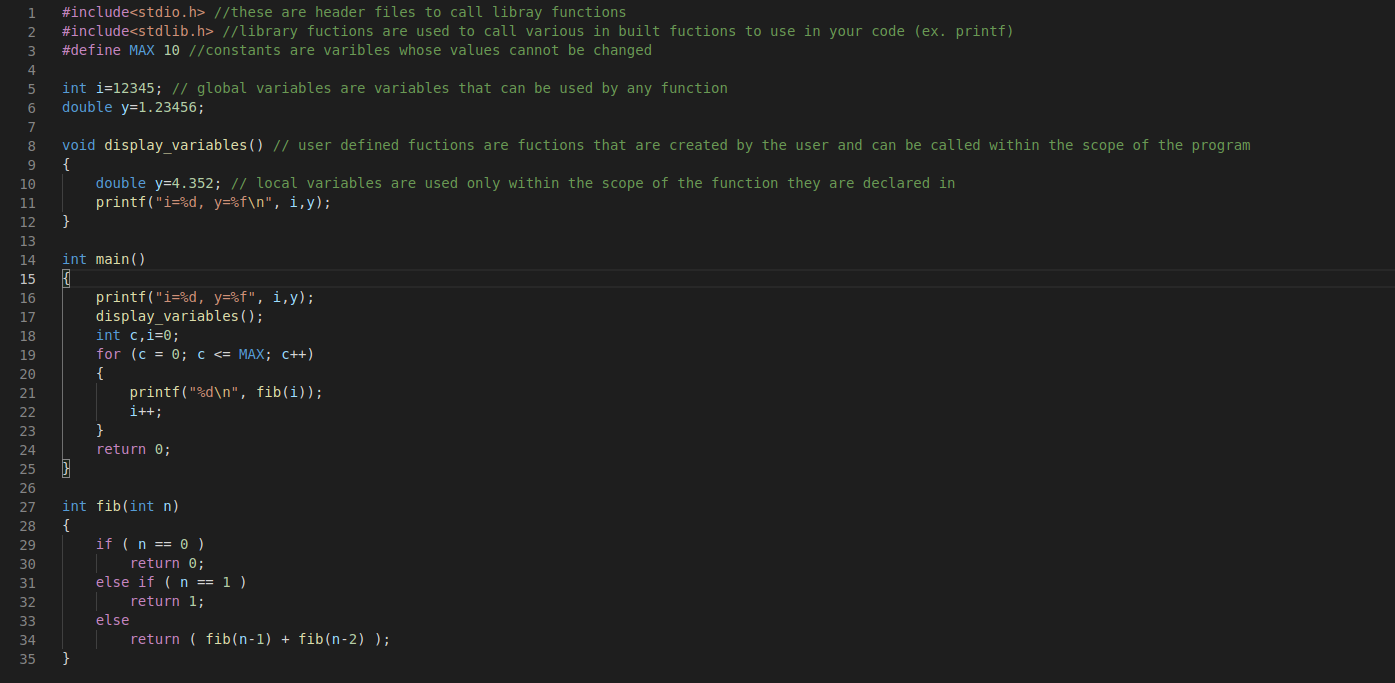 1 #include<stdio.h> //these are header files to call libray functions
2 #include<stdlib.h> //library fuctions are used to call various in built fuctions to use in your code (ex. printf)
3 #define MAX 10 //constants are varibles whose values cannot be changed
4
5 int i=12345; // global variables are variables that can be used by any function
6 double y=1.23456;
7
8 void display_variables() // user defined fuctions are fuctions that are created by the user and can be called within the scope of the program
9 {
10     double y=4.352; // local variables are used only within the scope of the function they are declared in
11     printf("i=%d, y=%f\n", i,y);
12 }
13
14 int main()
15 {
16     printf("i=%d, y=%f", i,y);
17     display_variables();
18     int c,i=0;
19     for (c = 0; c <= MAX; c++)
20     {
21         printf("%d\n", fib(i));
22         i++;
23     }
24     return 0;
25 }
26
27 int fib(int n)
28 {
29     if ( n == 0 )
30         return 0;
31     else if ( n == 1 )
32         return 1;
33     else
34         return ( fib(n-1) + fib(n-2) );
35 }